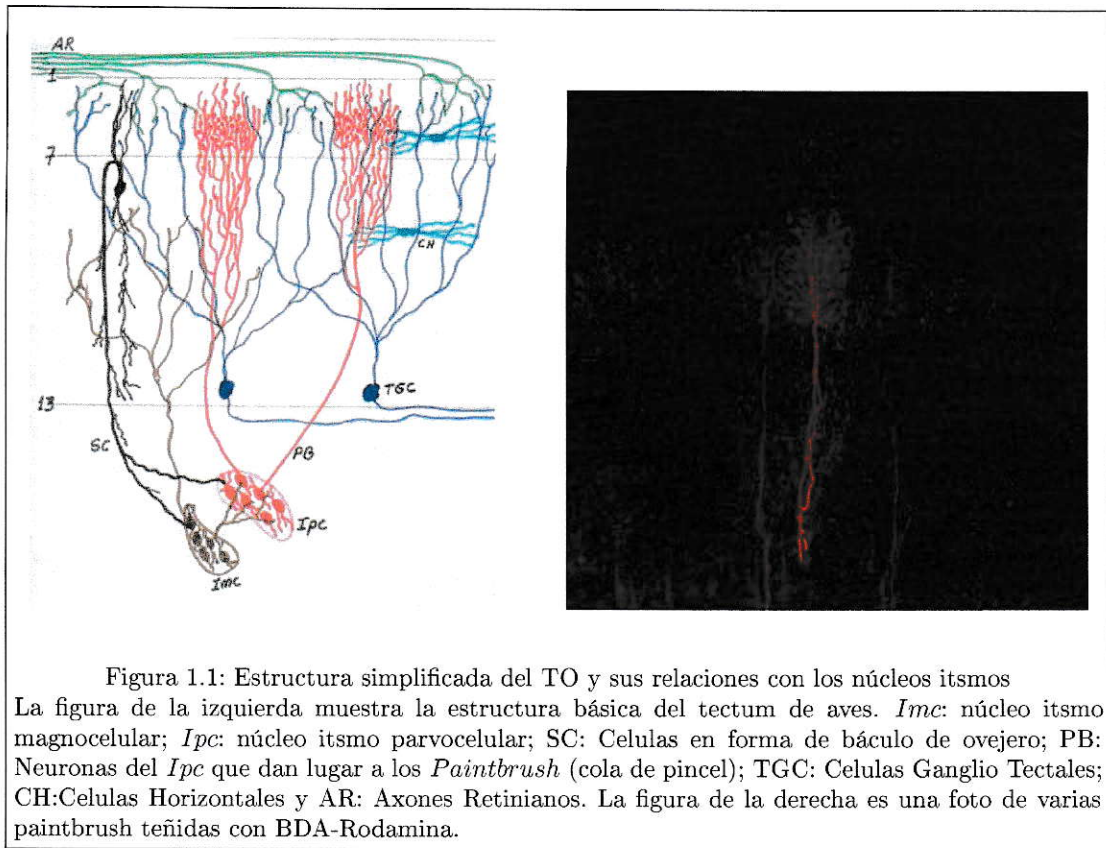 AR
1
7
CH
TGC
13
SC
PB
Ipc
Imc
Figura 1.1: Estructura simplificada del TO y sus relaciones con los núcleos itsmos
La figura de la izquierda muestra la estructura básica del tectum de aves. Imc: núcleo itsmo
magnocelular; Ipc: núcleo itsmo parvocelular; SC: Celulas en forma de báculo de ovejero; PB:
Neuronas del Ipc que dan lugar a los Paintbrush (cola de pincel); TGC: Celulas Ganglio Tectales;
CH:Celulas Horizontales y AR: Axones Retinianos. La figura de la derecha es una foto de varias
paintbrush teñidas con BDA-Rodamina.